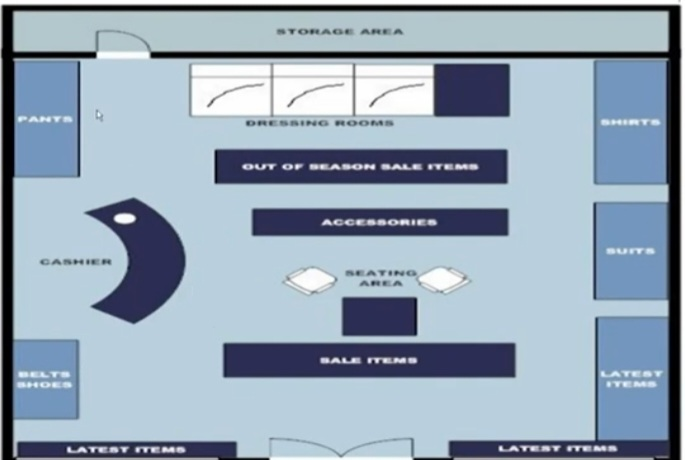 STORAGE AREA
PANTS
DRESSING ROOMS
SHIRTS
OUT OF SEASON SALE ITEMS
ACCESSORIES
SUITS
CASHIER
SEATING
AREA
SALE ITEMS
BELTS
SHOES
LATEST
ITEMS
LATEST ITEMS
LATEST ITEMS